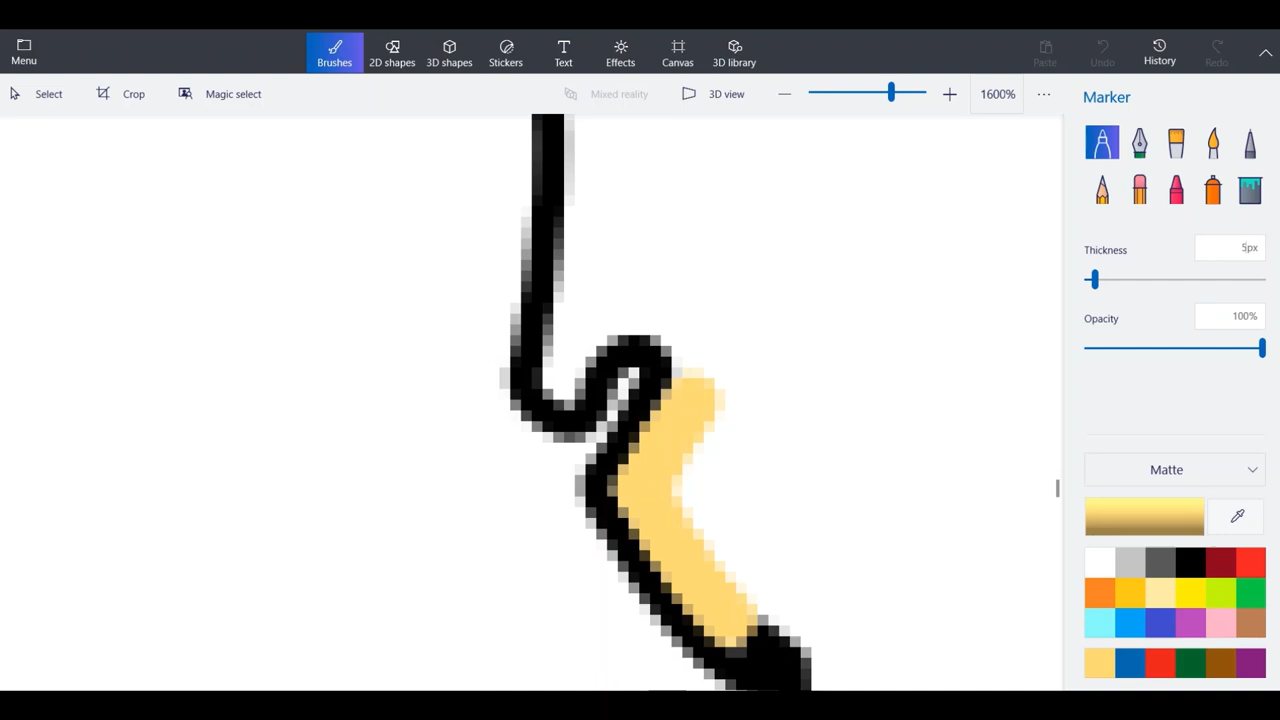 Menu
Brushes
2D shapes
3D shapes
Stickers
Text
Effects
Canvas
3D library
Paste
Undo
History
Redo
Select
Crop
Magic select
Mixed reality
3D view
1600%
Marker
Thickness
5px
Opacity
100%
Matte